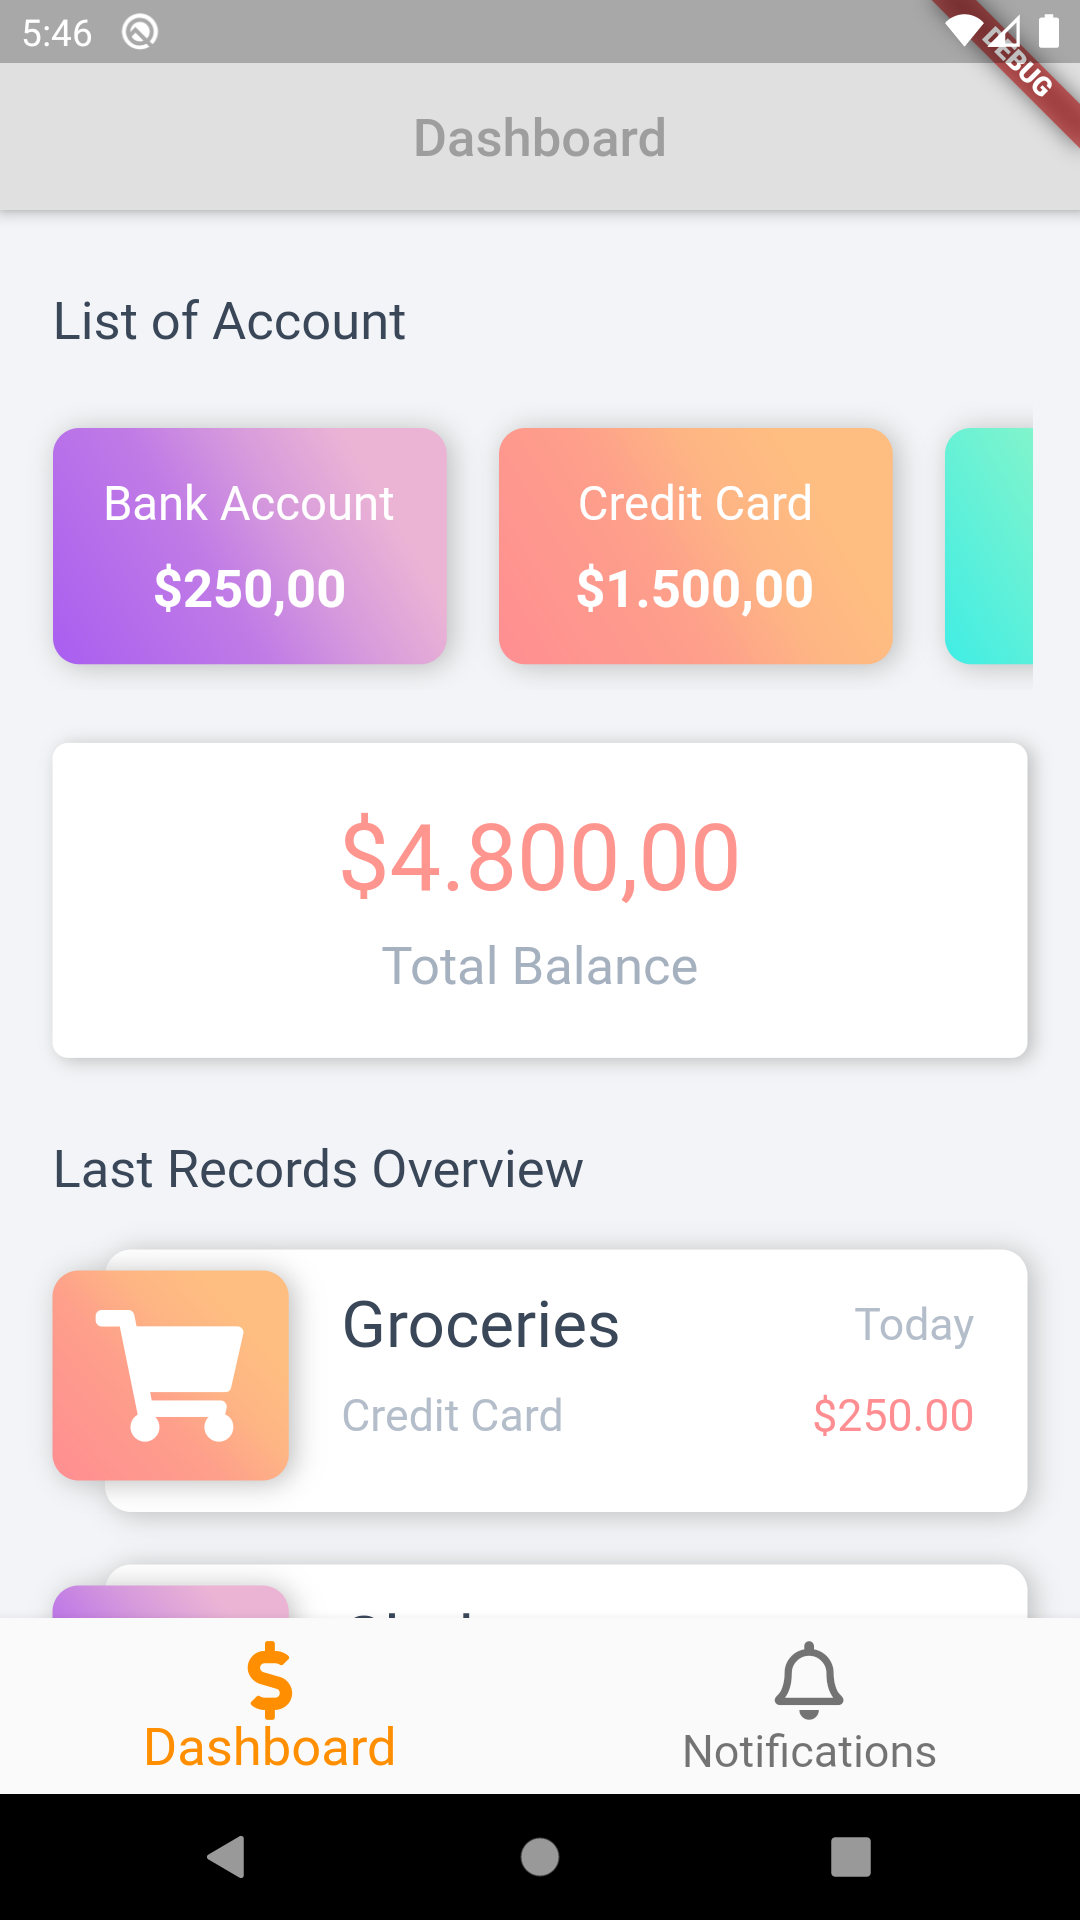 5:46
DEBUG
Dashboard
List of Account
Bank Account
$250,00
Credit Card
$1.500,00
$4.800,00
Total Balance
Last Records Overview
Groceries
Today
Credit Card
$250.00
Dashboard
Notifications